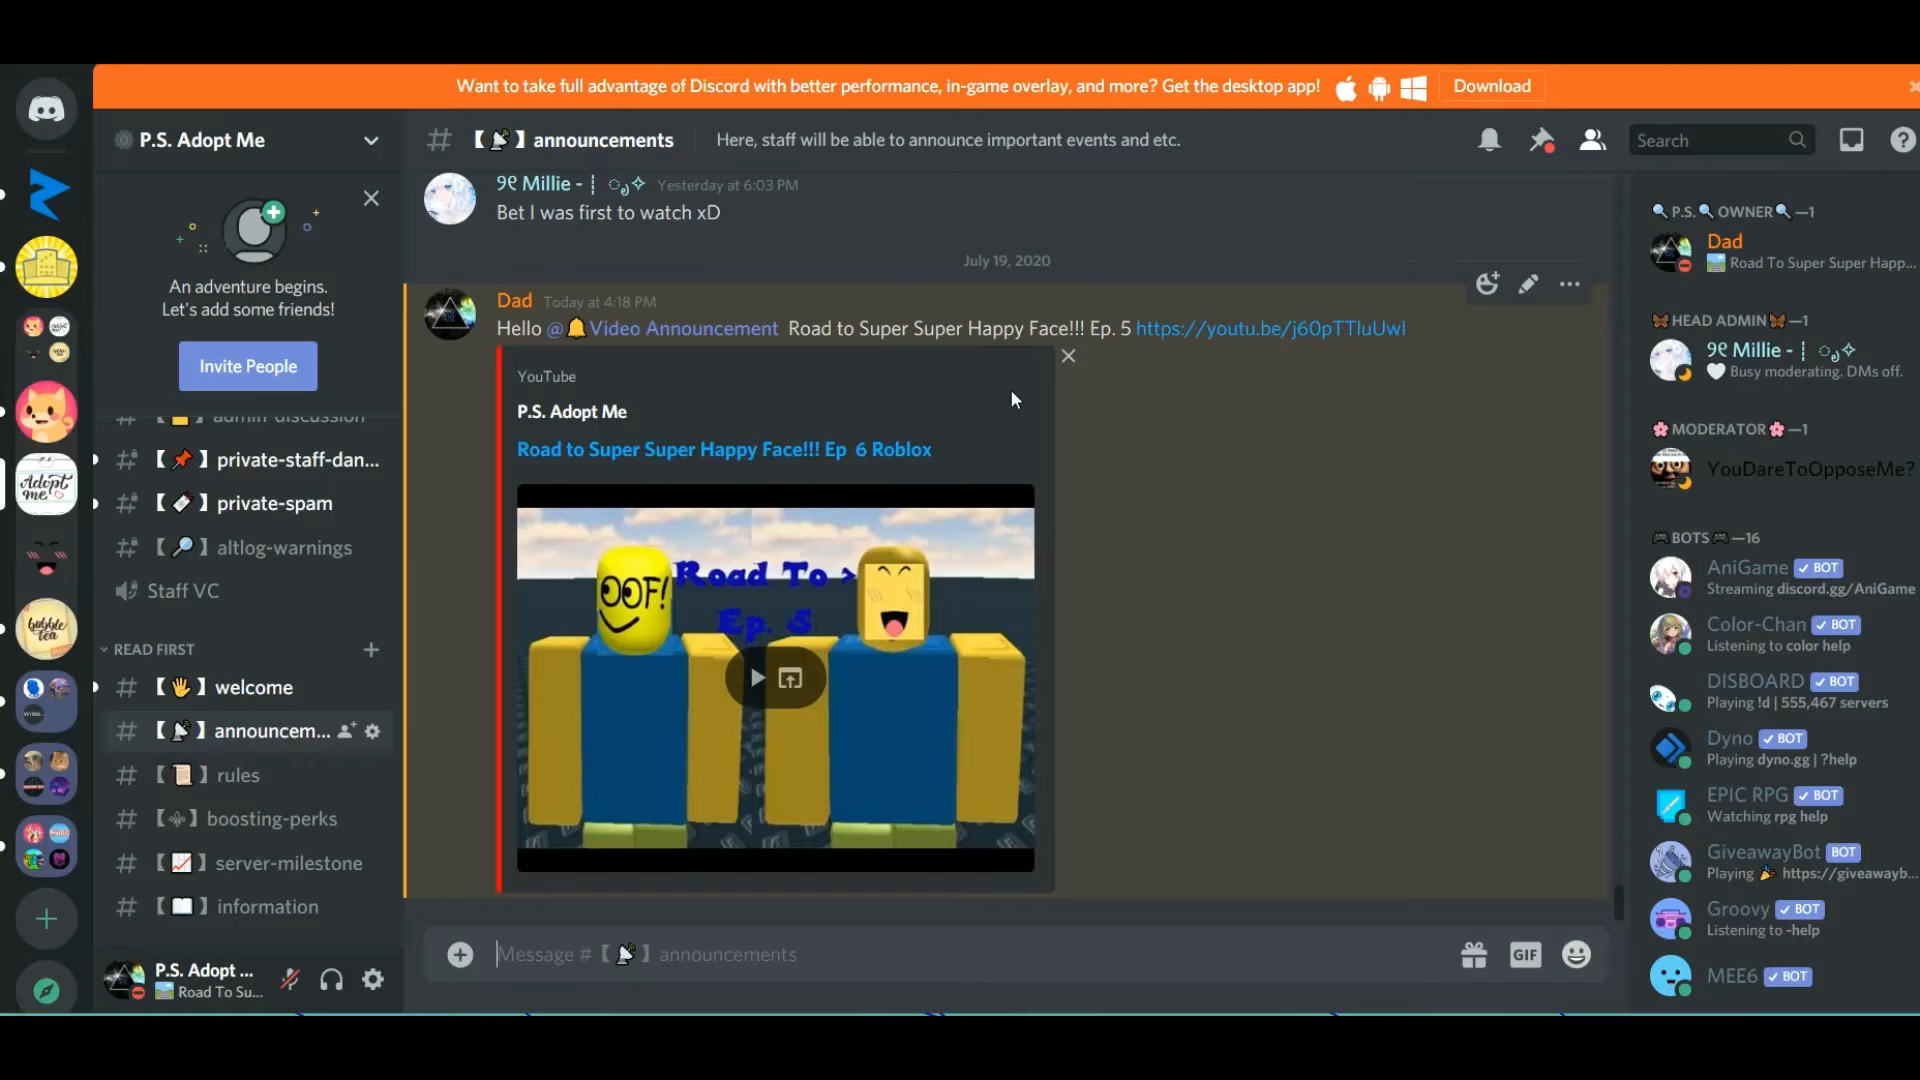 Want to take full advantage of Discord with better performance, in-game overlay, and more? Get the desktop app!
Download
P.S. Adopt Me
An adventure begins.
Let's add some friends!
Invite People
admin-discussion
private-staff-dan...
private-spam
altlog-warnings
Staff VC
READ FIRST
welcome
announcem...
rules
boosting-perks
server-milestone
information
P.S. Adopt ...
Road To Su...
Adopt me
bubble tea
# 【📡】announcements
Here, staff will be able to announce important events and etc.
Search
Millie - Yesterday at 6:03 PM
Bet I was first to watch xD
July 19, 2020
Dad Today at 4:18 PM
Hello @🔔Video Announcement Road to Super Super Happy Face!!! Ep. 5 https://youtu.be/j6OpTTluUwI
YouTube
P.S. Adopt Me
Road to Super Super Happy Face!!! Ep 6 Roblox
OOF!
Road To >
Ep. 5
Message # 【📡】announcements
GIF
🔍P.S.🔍OWNER🔍—1
Dad
Road To Super Super Happ...
🦋HEAD ADMIN🦋—1
Millie -
Busy moderating. DMs off.
🌸MODERATOR🌸—1
YouDareToOpposeMe?
🎮BOTS🎮—16
AniGame ✓ BOT
Streaming discord.gg/AniGame
Color-Chan ✓ BOT
Listening to color help
DISBOARD ✓ BOT
Playing !d | 555,467 servers
Dyno ✓ BOT
Playing dyno.gg | ?help
EPIC RPG ✓ BOT
Watching rpg help
GiveawayBot BOT
Playing 🎉 https://giveawayb...
Groovy ✓ BOT
Listening to -help
MEE6 ✓ BOT